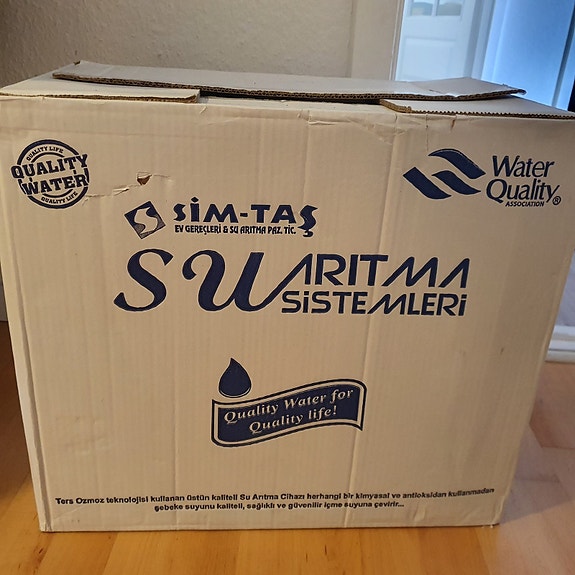 QUALITY LIFE
QUALITY
WATER
QUALITY LIFE
Water
Quality®
ASSOCIATION
SİM-TAŞ
EV GEREÇLERİ & SU ARITMA PAZ. TİC.
SU ARITMA
SİSTEMLERİ
Quality Water for
Quality life!
Ters Ozmoz teknolojisi kullanan üstün kaliteli Su Arıtma Cihazı herhangi bir kimyasal ve antioksidan kullanmadan
şebeke suyunu kaliteli, sağlıklı ve güvenilir içme suyuna çevirir...